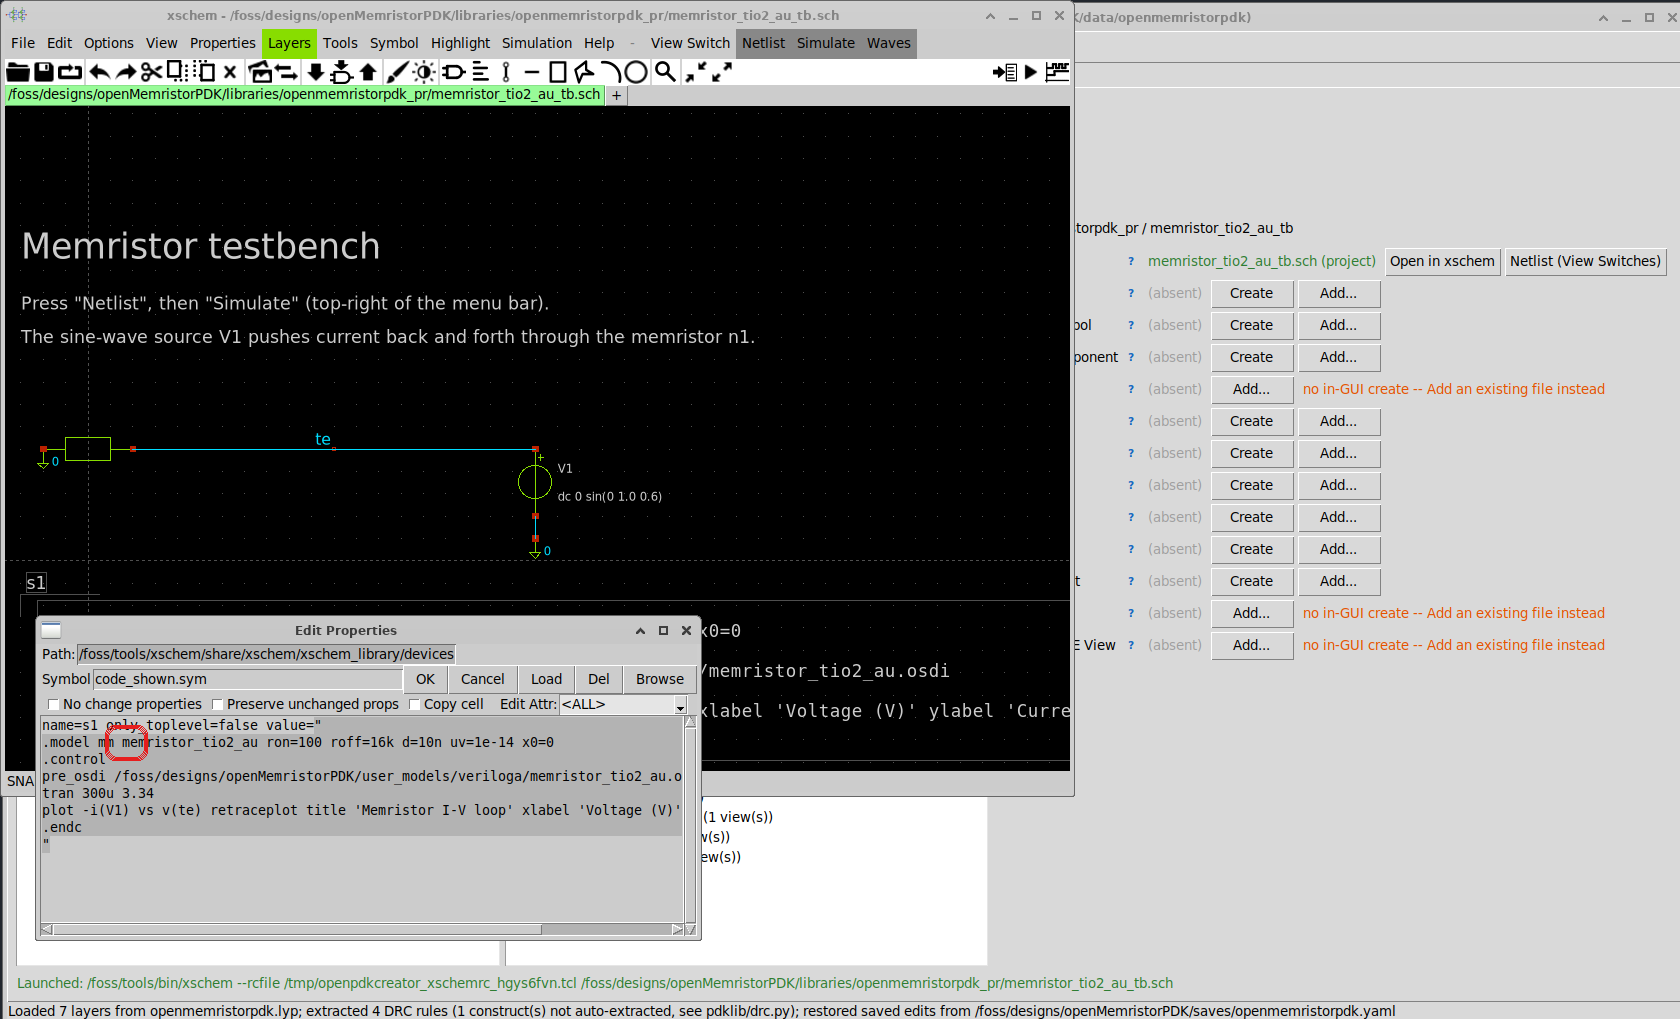 xschem - /foss/designs/openMemristorPDK/libraries/openmemristorpdk_pr/memristor_tio2_au_tb.sch
/data/openmemristorpdk)
File Edit Options View Properties Layers Tools Symbol Highlight Simulation Help - View Switch Netlist Simulate Waves
/foss/designs/openMemristorPDK/libraries/openmemristorpdk_pr/memristor_tio2_au_tb.sch +
Memristor testbench
Press "Netlist", then "Simulate" (top-right of the menu bar).
The sine-wave source V1 pushes current back and forth through the memristor n1.
te
0
+
V1
dc 0 sin(0 1.0 0.6)
0
s1
x0=0
/memristor_tio2_au.osdi
xlabel 'Voltage (V)' ylabel 'Curre
SNA
torpdk_pr / memristor_tio2_au_tb
? memristor_tio2_au_tb.sch (project) Open in xschem Netlist (View Switches)
? (absent) Create Add...
bol ? (absent) Create Add...
ponent ? (absent) Create Add...
? (absent) Add... no in-GUI create -- Add an existing file instead
? (absent) Create Add...
? (absent) Create Add...
? (absent) Create Add...
? (absent) Create Add...
? (absent) Create Add...
t ? (absent) Create Add...
? (absent) Add... no in-GUI create -- Add an existing file instead
E View ? (absent) Add... no in-GUI create -- Add an existing file instead
Edit Properties
Path: /foss/tools/xschem/share/xschem/xschem_library/devices
Symbol code_shown.sym OK Cancel Load Del Browse
No change properties Preserve unchanged props Copy cell Edit Attr: <ALL>
name=s1 only_toplevel=false value="
.model mm memristor_tio2_au ron=100 roff=16k d=10n uv=1e-14 x0=0
.control
pre_osdi /foss/designs/openMemristorPDK/user_models/veriloga/memristor_tio2_au.o
tran 300u 3.34
plot -i(V1) vs v(te) retraceplot title 'Memristor I-V loop' xlabel 'Voltage (V)'
.endc
"
(1 view(s))
w(s))
ew(s))
Launched: /foss/tools/bin/xschem --rcfile /tmp/openpdkcreator_xschemrc_hgys6fvn.tcl /foss/designs/openMemristorPDK/libraries/openmemristorpdk_pr/memristor_tio2_au_tb.sch
Loaded 7 layers from openmemristorpdk.lyp; extracted 4 DRC rules (1 construct(s) not auto-extracted, see pdklib/drc.py); restored saved edits from /foss/designs/openMemristorPDK/saves/openmemristorpdk.yaml